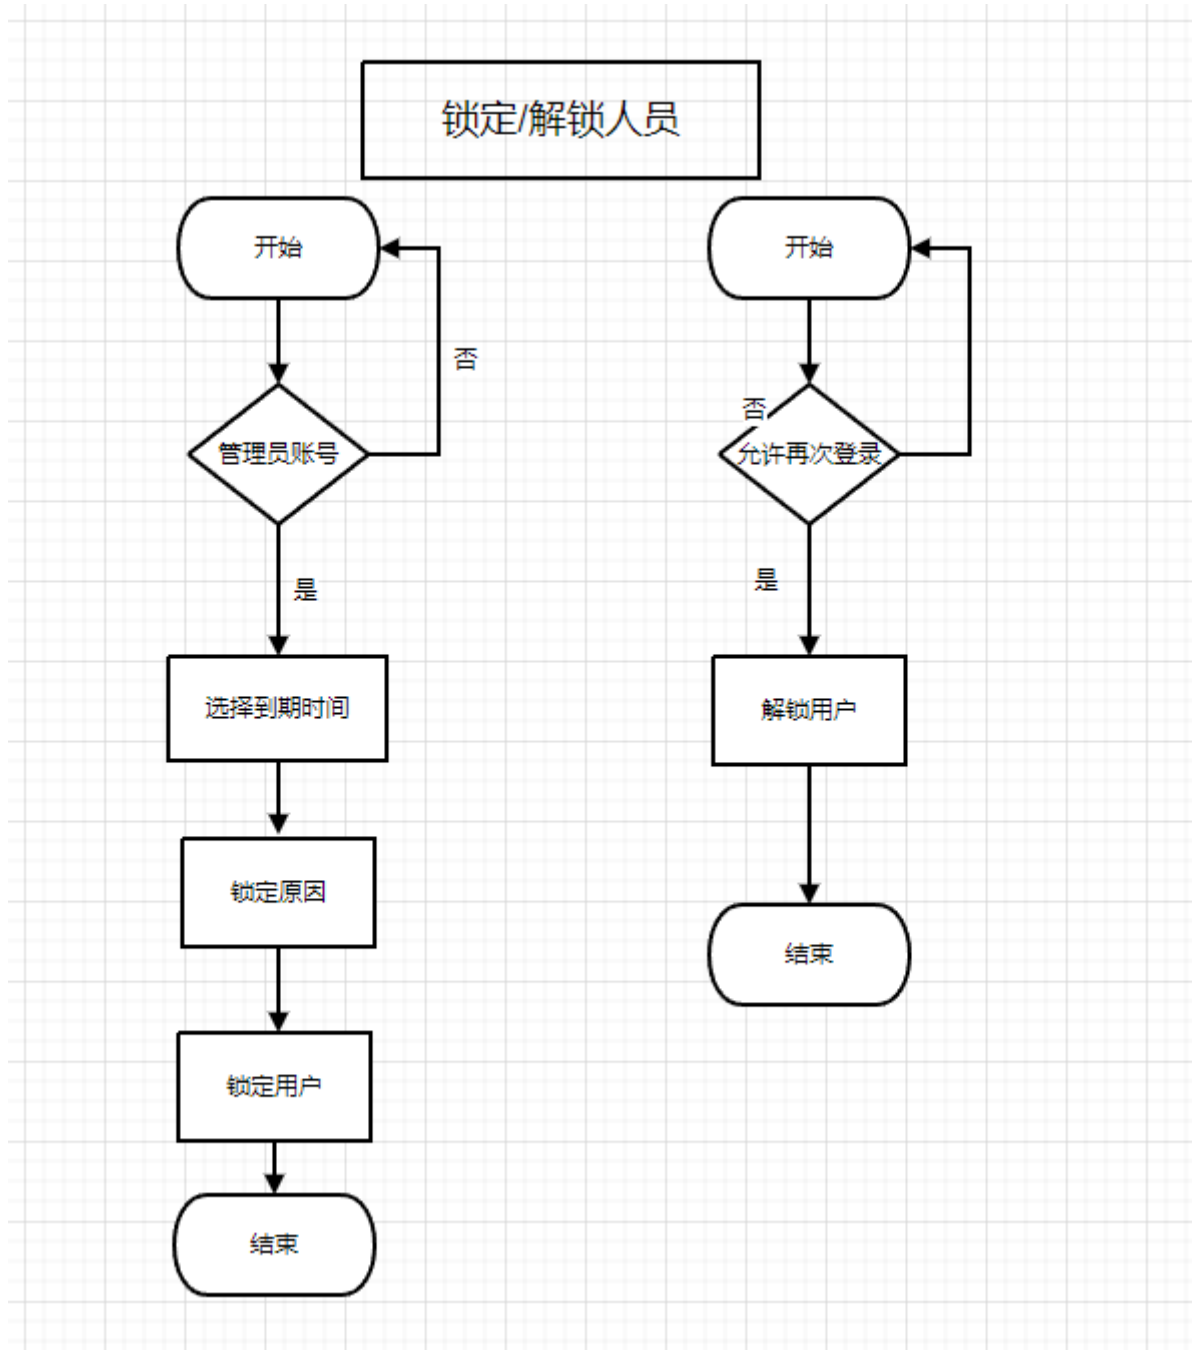 锁定/解锁人员
开始
否
管理员账号
是
选择到期时间
锁定原因
锁定用户
结束
开始
否
允许再次登录
是
解锁用户
结束